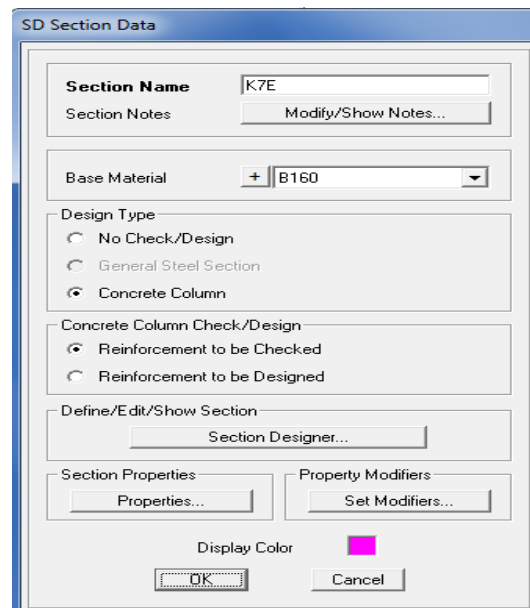 SD Section Data
Section Name K7E
Section Notes Modify/Show Notes...
Base Material + B160
Design Type
No Check/Design
General Steel Section
Concrete Column
Concrete Column Check/Design
Reinforcement to be Checked
Reinforcement to be Designed
Define/Edit/Show Section
Section Designer...
Section Properties Property Modifiers
Properties... Set Modifiers...
Display Color
OK Cancel